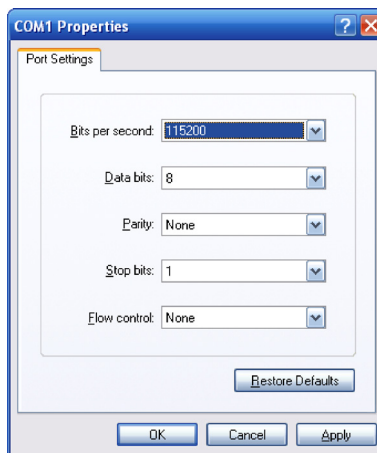 COM1 Properties
Port Settings
Bits per second: 115200
Data bits: 8
Parity: None
Stop bits: 1
Flow control: None
Restore Defaults
OK Cancel Apply